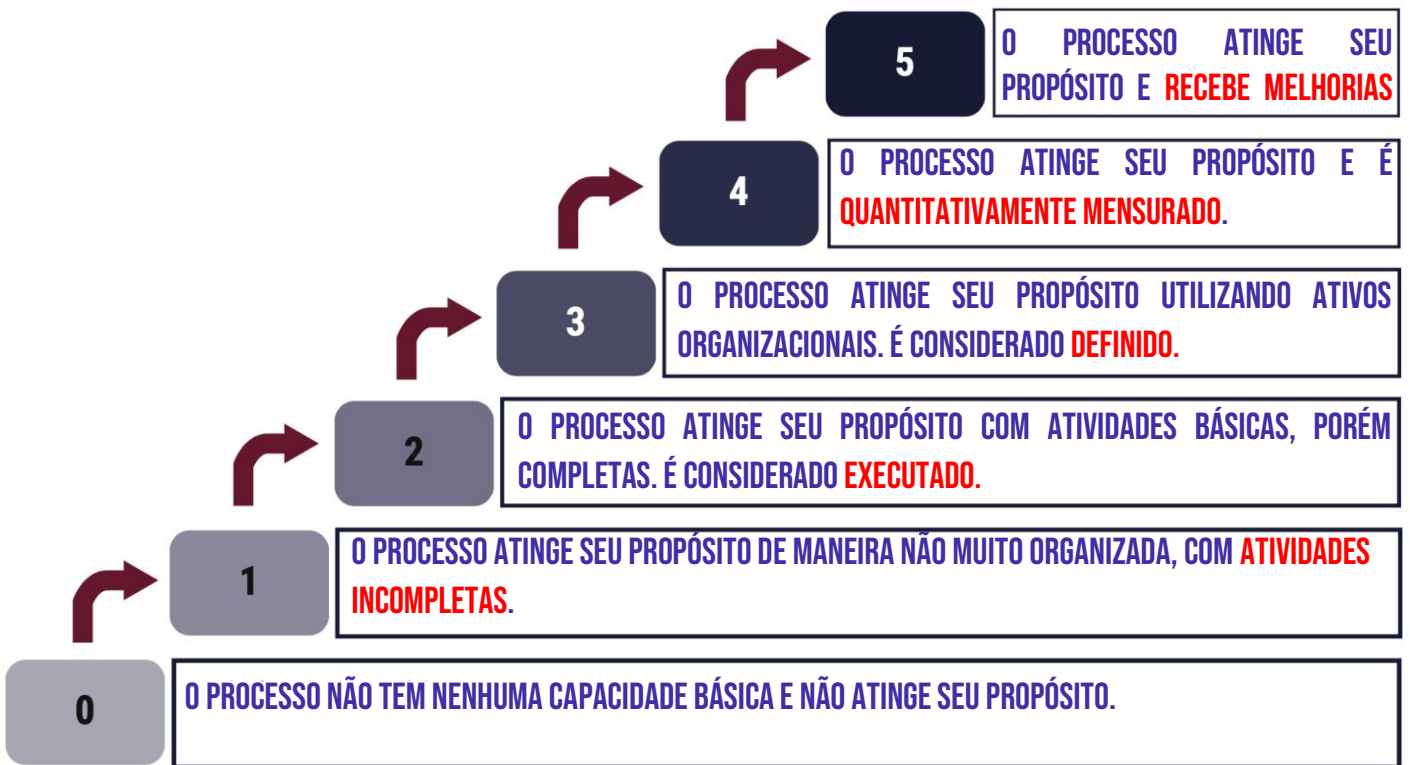 5
O PROCESSO ATINGE SEU
PROPÓSITO E RECEBE MELHORIAS
4
O PROCESSO ATINGE SEU PROPÓSITO E É
QUANTITATIVAMENTE MENSURADO.
3
O PROCESSO ATINGE SEU PROPÓSITO UTILIZANDO ATIVOS
ORGANIZACIONAIS. É CONSIDERADO DEFINIDO.
2
O PROCESSO ATINGE SEU PROPÓSITO COM ATIVIDADES BÁSICAS, PORÉM
COMPLETAS. É CONSIDERADO EXECUTADO.
1
O PROCESSO ATINGE SEU PROPÓSITO DE MANEIRA NÃO MUITO ORGANIZADA, COM ATIVIDADES
INCOMPLETAS.
0
O PROCESSO NÃO TEM NENHUMA CAPACIDADE BÁSICA E NÃO ATINGE SEU PROPÓSITO.